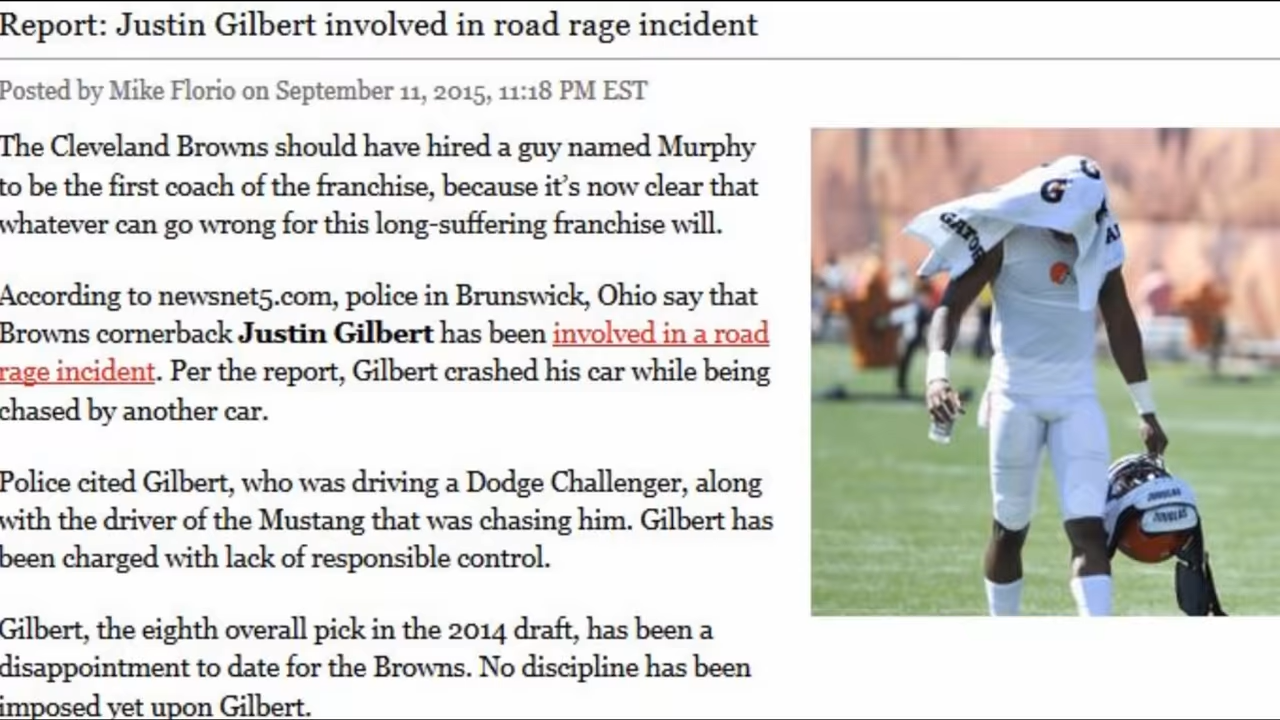 Report: Justin Gilbert involved in road rage incident
Posted by Mike Florio on September 11, 2015, 11:18 PM EST
The Cleveland Browns should have hired a guy named Murphy
to be the first coach of the franchise, because it’s now clear that
whatever can go wrong for this long-suffering franchise will.
According to newsnet5.com, police in Brunswick, Ohio say that
Browns cornerback Justin Gilbert has been involved in a road
rage incident. Per the report, Gilbert crashed his car while being
chased by another car.
Police cited Gilbert, who was driving a Dodge Challenger, along
with the driver of the Mustang that was chasing him. Gilbert has
been charged with lack of responsible control.
Gilbert, the eighth overall pick in the 2014 draft, has been a
disappointment to date for the Browns. No discipline has been
imposed yet upon Gilbert.
G
G
DOUGLAS
DOUGLAS